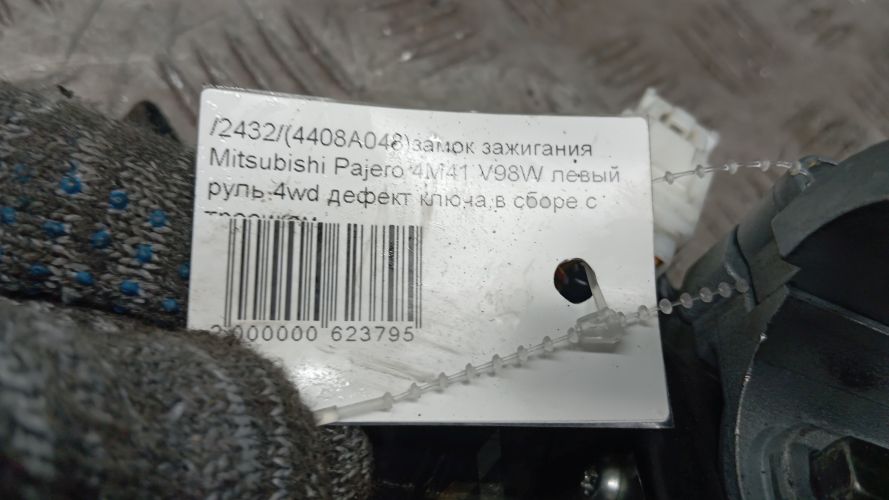 /2432/(4408A048)замок зажигания
Mitsubishi Pajero 4M41 V98W левый
руль 4wd дефект ключа в сборе с
2000000 623795